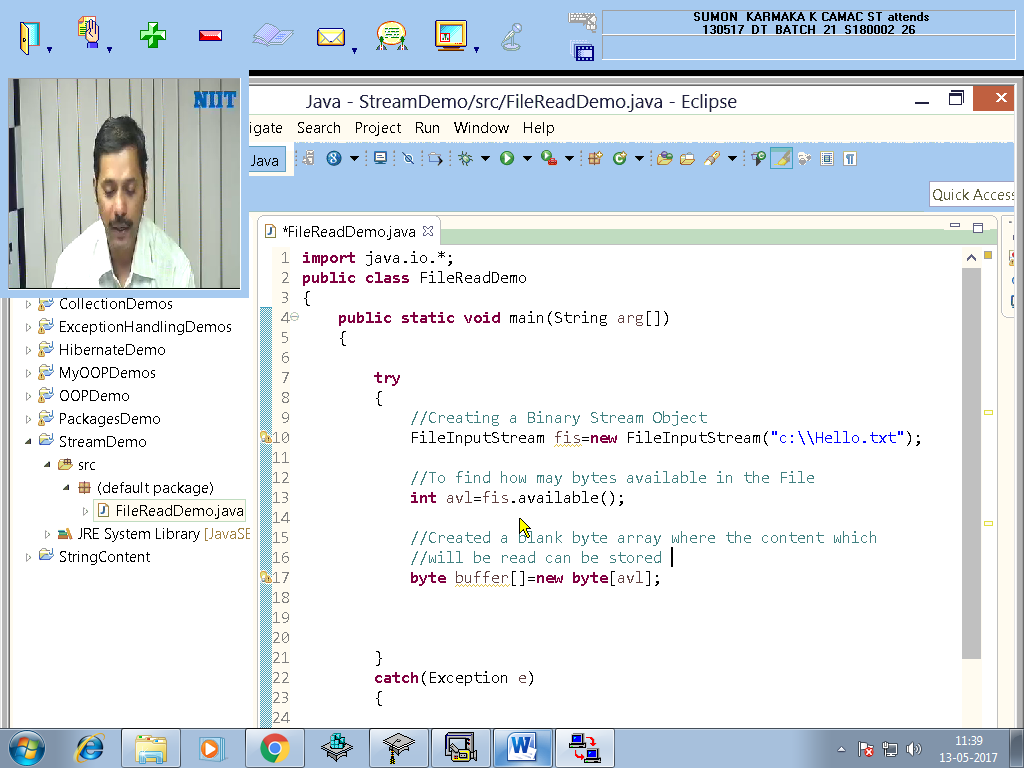 SUMON KARMAKA K CAMAC ST attends
130517 DT BATCH 21 S180002 26
NIIT
Java - StreamDemo/src/FileReadDemo.java - Eclipse
igate Search Project Run Window Help
Java
Quick Access
*FileReadDemo.java
1 import java.io.*;
2 public class FileReadDemo
3 {
4 public static void main(String arg[])
5 {
6
7 try
8 {
9 //Creating a Binary Stream Object
10 FileInputStream fis=new FileInputStream("c:\\Hello.txt");
11
12 //To find how may bytes available in the File
13 int avl=fis.available();
14
15 //Created a blank byte array where the content which
16 //will be read can be stored
17 byte buffer[]=new byte[avl];
18
19
20
21 }
22 catch(Exception e)
23 {
24
CollectionDemos
ExceptionHandlingDemos
HibernateDemo
MyOOPDemos
OOPDemo
PackagesDemo
StreamDemo
src
(default package)
FileReadDemo.java
JRE System Library [JavaSE
StringContent
11:39
13-05-2017